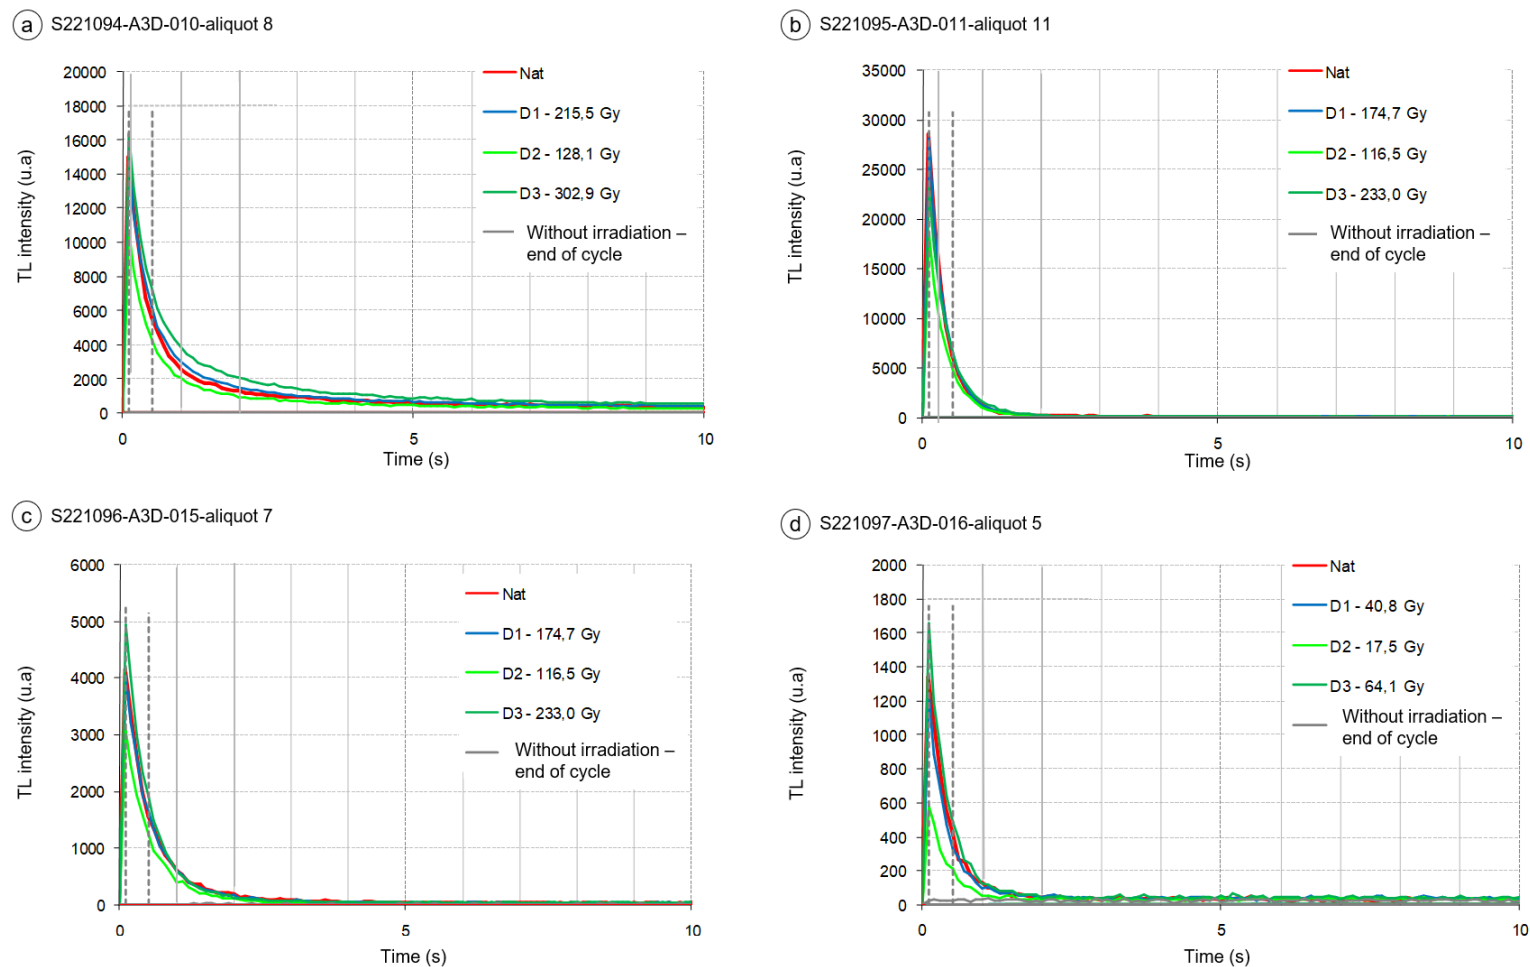 a S221094-A3D-010-aliquot 8
TL intensity (u.a)
20000
18000
16000
14000
12000
10000
8000
6000
4000
2000
0
Nat
D1 - 215,5 Gy
D2 - 128,1 Gy
D3 - 302,9 Gy
Without irradiation –
end of cycle
0 5 10
Time (s)
b S221095-A3D-011-aliquot 11
TL intensity (u.a)
35000
30000
25000
20000
15000
10000
5000
0
Nat
D1 - 174,7 Gy
D2 - 116,5 Gy
D3 - 233,0 Gy
Without irradiation –
end of cycle
0 5 10
Time (s)
c S221096-A3D-015-aliquot 7
TL intensity (u.a)
6000
5000
4000
3000
2000
1000
0
Nat
D1 - 174,7 Gy
D2 - 116,5 Gy
D3 - 233,0 Gy
Without irradiation –
end of cycle
0 5 10
Time (s)
d S221097-A3D-016-aliquot 5
TL intensity (u.a)
2000
1800
1600
1400
1200
1000
800
600
400
200
0
Nat
D1 - 40,8 Gy
D2 - 17,5 Gy
D3 - 64,1 Gy
Without irradiation –
end of cycle
0 5 10
Time (s)